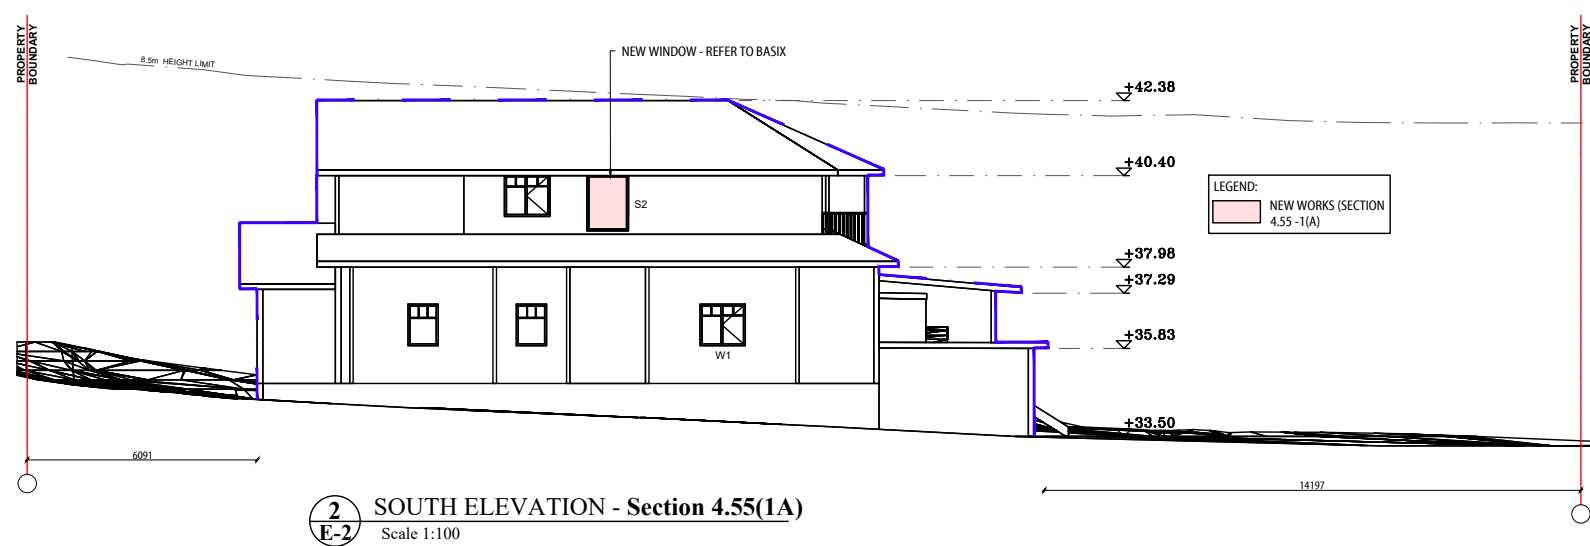 PROPERTY
BOUNDARY
8.5m HEIGHT LIMIT
NEW WINDOW - REFER TO BASIX
PROPERTY
BOUNDARY
+42.38
+40.40
LEGEND:
NEW WORKS (SECTION
4.55 -1(A)
S2
+37.98
+37.29
+35.83
W1
+33.50
6091
14197
2
E-2
SOUTH ELEVATION - Section 4.55(1A)
Scale 1:100